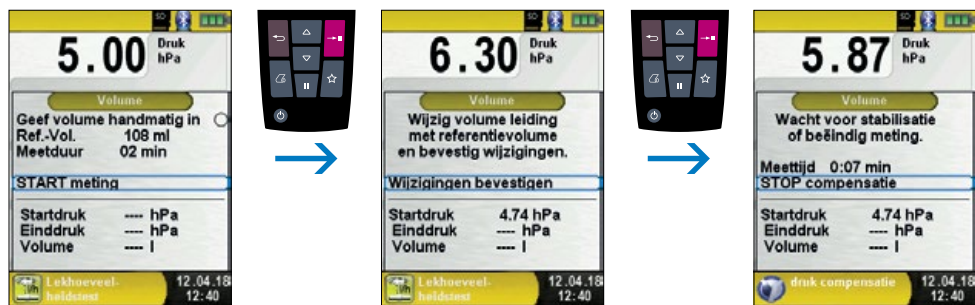 SD
5.00 Druk
hPa
Volume
Geef volume handmatig in
Ref.-Vol. 108 ml
Meetduur 02 min
START meting
Startdruk ---- hPa
Einddruk ---- hPa
Volume ---- l
Lekhoeveel-
heidstest
12.04.18
12:40
SD
6.30 Druk
hPa
Volume
Wijzig volume leiding
met referentievolume
en bevestig wijzigingen.
Wijzigingen bevestigen
Startdruk 4.74 hPa
Einddruk ---- hPa
Volume ---- l
Lekhoeveel-
heidstest
12.04.18
12:40
SD
5.87 Druk
hPa
Volume
Wacht voor stabilisatie
of beëindig meting.
Meettijd 0:07 min
STOP compensatie
Startdruk 4.74 hPa
Einddruk ---- hPa
Volume ---- l
druk compensatie
12.04.18
12:40